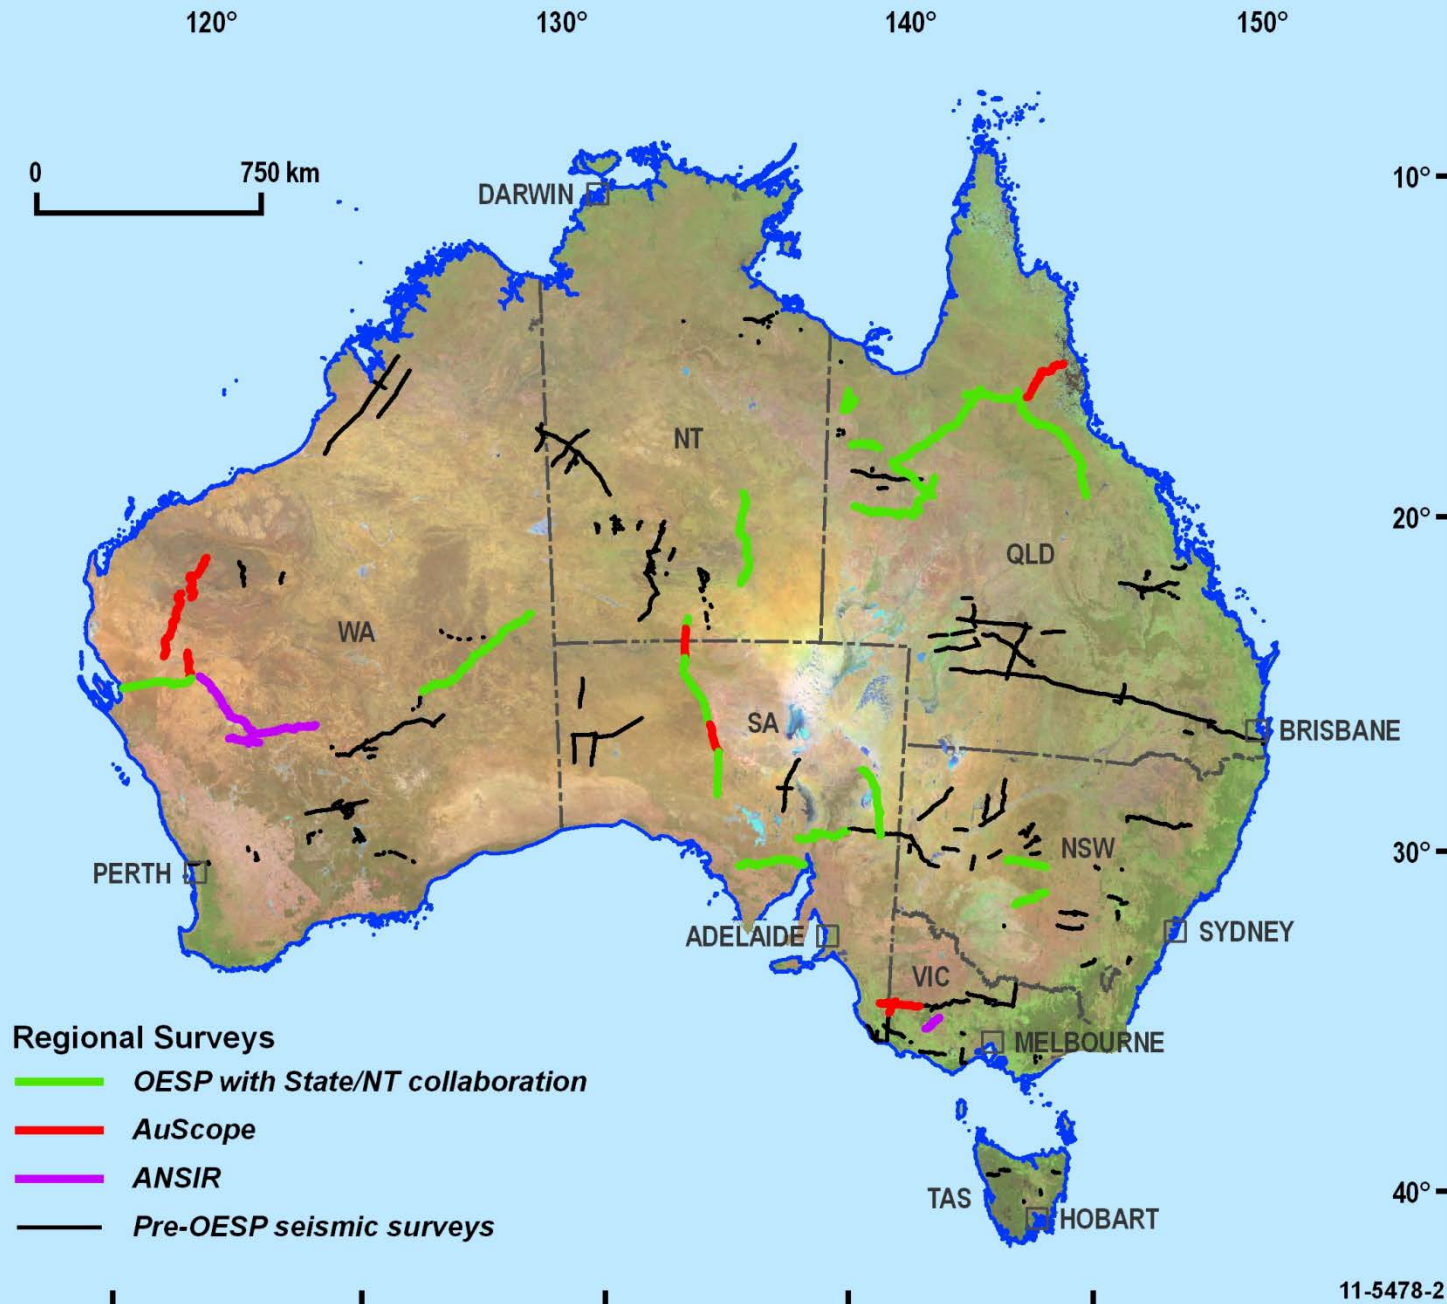 120°
130°
140°
150°
0
750 km
10°
DARWIN
NT
20°
QLD
WA
SA
BRISBANE
NSW
30°
PERTH
ADELAIDE
SYDNEY
VIC
MELBOURNE
Regional Surveys
OESP with State/NT collaboration
AuScope
ANSIR
Pre-OESP seismic surveys
TAS
40°
HOBART
11-5478-2